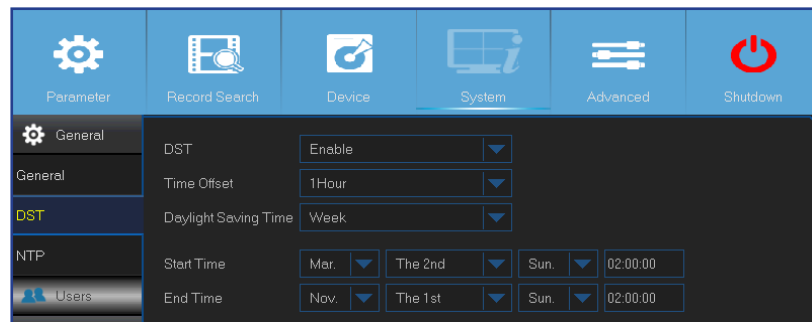 Parameter Record Search Device System Advanced Shutdown
General
General
DST
NTP
Users
DST Enable
Time Offset 1Hour
Daylight Saving Time Week
Start Time Mar. The 2nd Sun. 02:00:00
End Time Nov. The 1st Sun. 02:00:00